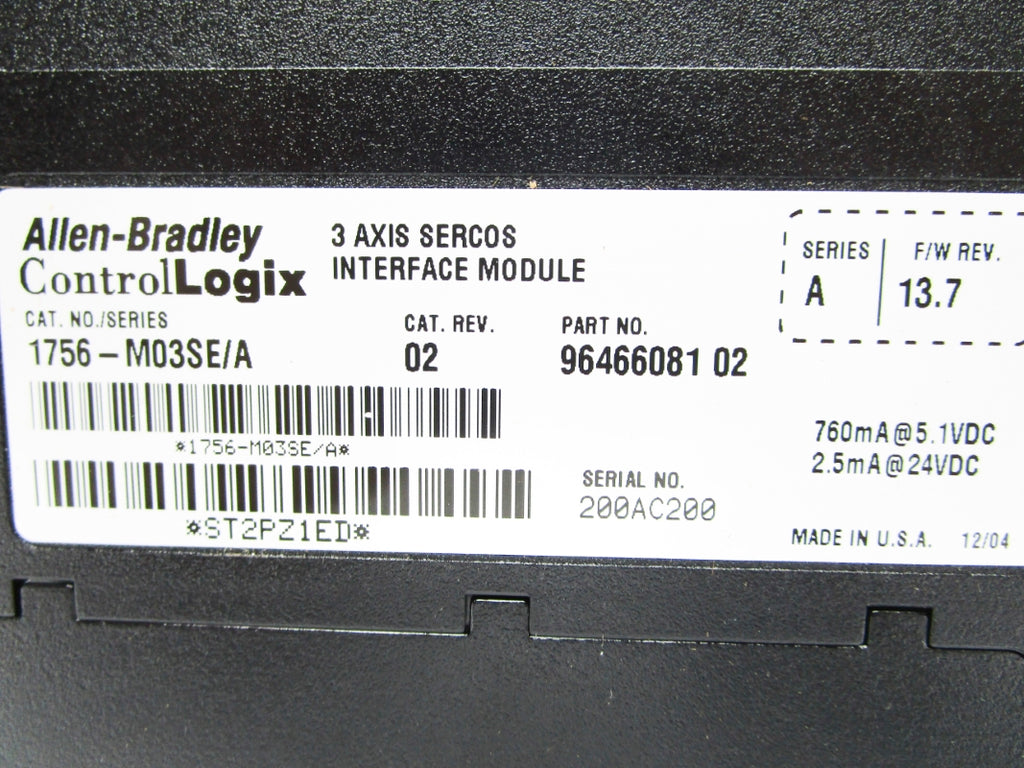 Allen-Bradley
ControlLogix
3 AXIS SERCOS
INTERFACE MODULE
SERIES
A
F/W REV.
13.7
CAT. NO./SERIES
1756 - M03SE/A
CAT. REV.
02
PART NO.
96466081 02
*1756-M03SE/A*
*ST2PZ1ED*
SERIAL NO.
200AC200
760mA@5.1VDC
2.5mA@24VDC
MADE IN U.S.A. 12/04